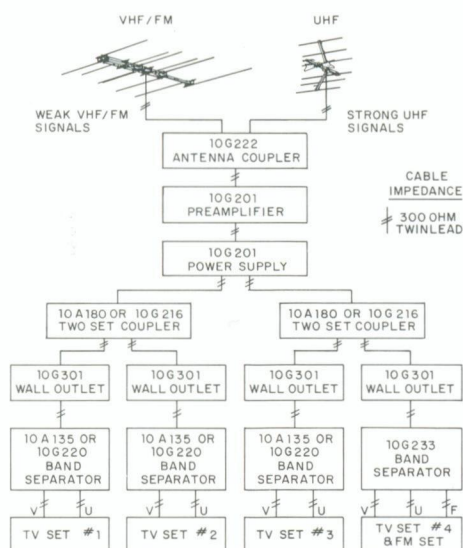 VHF/FM
UHF
WEAK VHF/FM
SIGNALS
STRONG UHF
SIGNALS
10G222
ANTENNA COUPLER
CABLE
IMPEDANCE
300 OHM
TWINLEAD
10G201
PREAMPLIFIER
10G201
POWER SUPPLY
10A180 OR 10G216
TWO SET COUPLER
10A180 OR 10G216
TWO SET COUPLER
10G301
WALL OUTLET
10G301
WALL OUTLET
10G301
WALL OUTLET
10G301
WALL OUTLET
10A135 OR
10G220
BAND
SEPARATOR
10A135 OR
10G220
BAND
SEPARATOR
10A135 OR
10G220
BAND
SEPARATOR
10G233
BAND
SEPARATOR
V U
V U
V U
V U F
TV SET #1
TV SET #2
TV SET #3
TV SET #4
& FM SET